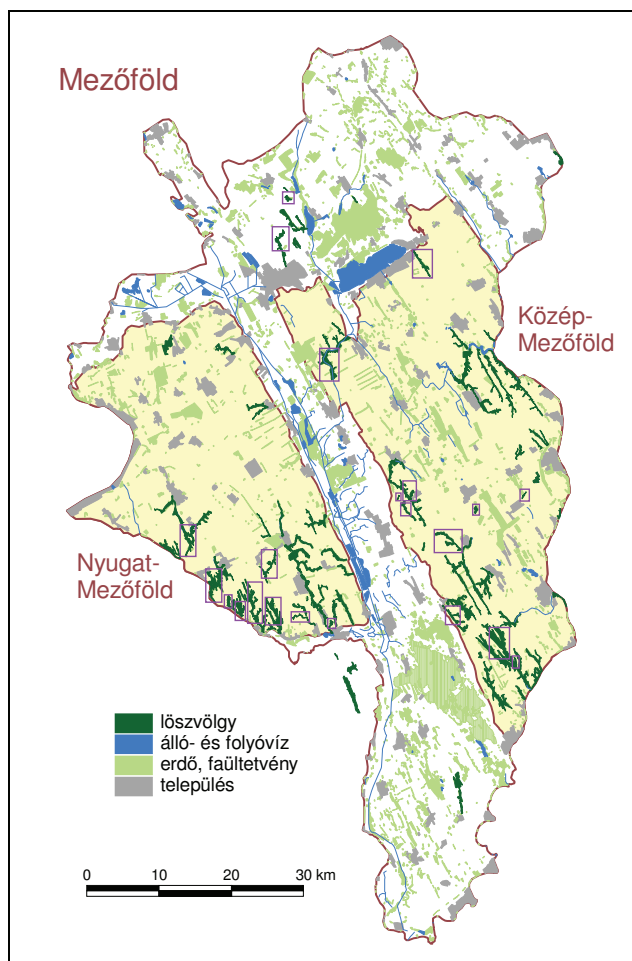 Mezőföld
Közép-
Mezőföld
Nyugat-
Mezőföld
löszvölgy
álló- és folyóvíz
erdő, faültetvény
település
0 10 20 30 km